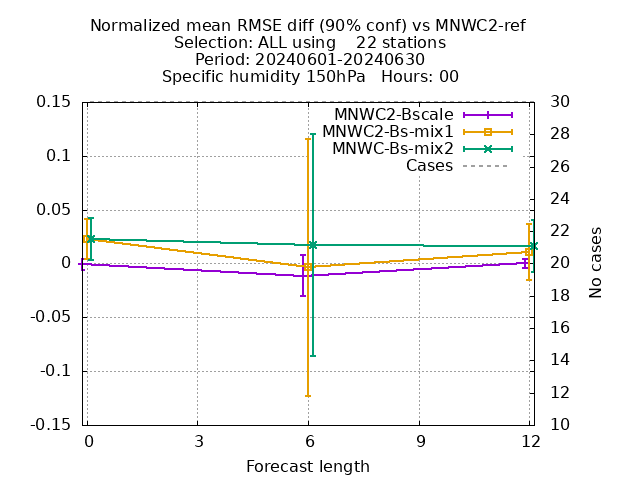 Normalized mean RMSE diff (90% conf) vs MNWC2-ref
Selection: ALL using    22 stations
Period: 20240601-20240630
Specific humidity 150hPa   Hours: 00
MNWC2-Bscale
MNWC2-Bs-mix1
MNWC-Bs-mix2
Cases
0.15
0.1
0.05
0
-0.05
-0.1
-0.15
30
28
26
24
22
20
18
16
14
12
10
No cases
0
3
6
9
12
Forecast length